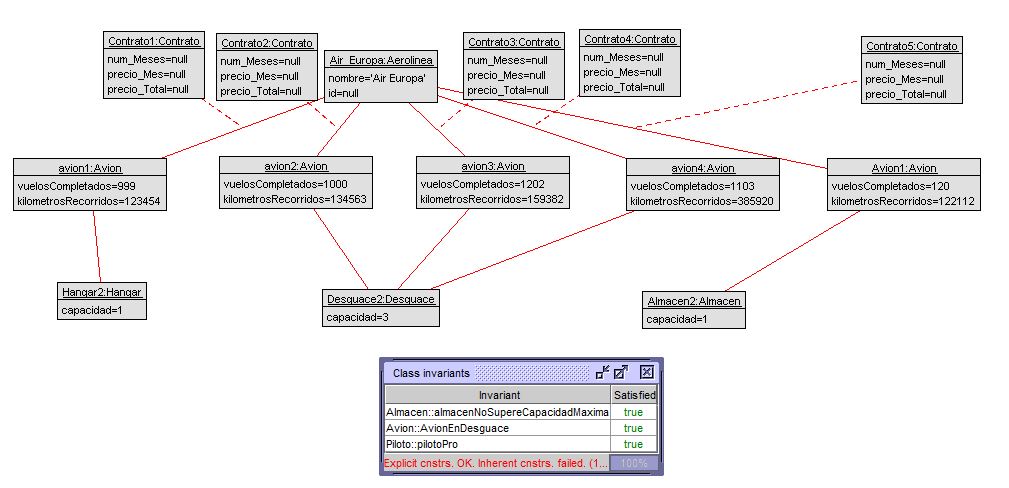 Contrato1:Contrato
num_Meses=null
precio_Mes=null
precio_Total=null
Contrato2:Contrato
num_Meses=null
precio_Mes=null
precio_Total=null
Air_Europa:Aerolinea
nombre='Air Europa'
id=null
Contrato3:Contrato
num_Meses=null
precio_Mes=null
precio_Total=null
Contrato4:Contrato
num_Meses=null
precio_Mes=null
precio_Total=null
Contrato5:Contrato
num_Meses=null
precio_Mes=null
precio_Total=null
avion1:Avion
vuelosCompletados=999
kilometrosRecorridos=123454
avion2:Avion
vuelosCompletados=1000
kilometrosRecorridos=134563
avion3:Avion
vuelosCompletados=1202
kilometrosRecorridos=159382
avion4:Avion
vuelosCompletados=1103
kilometrosRecorridos=385920
Avion1:Avion
vuelosCompletados=120
kilometrosRecorridos=122112
Hangar2:Hangar
capacidad=1
Desguace2:Desguace
capacidad=3
Almacen2:Almacen
capacidad=1
Class invariants
Invariant Satisfied
Almacen::almacenNoSupereCapacidadMaxima true
Avion::AvionEnDesguace true
Piloto::pilotoPro true
Explicit cnstrs. OK. Inherent cnstrs. failed. (1... 100%